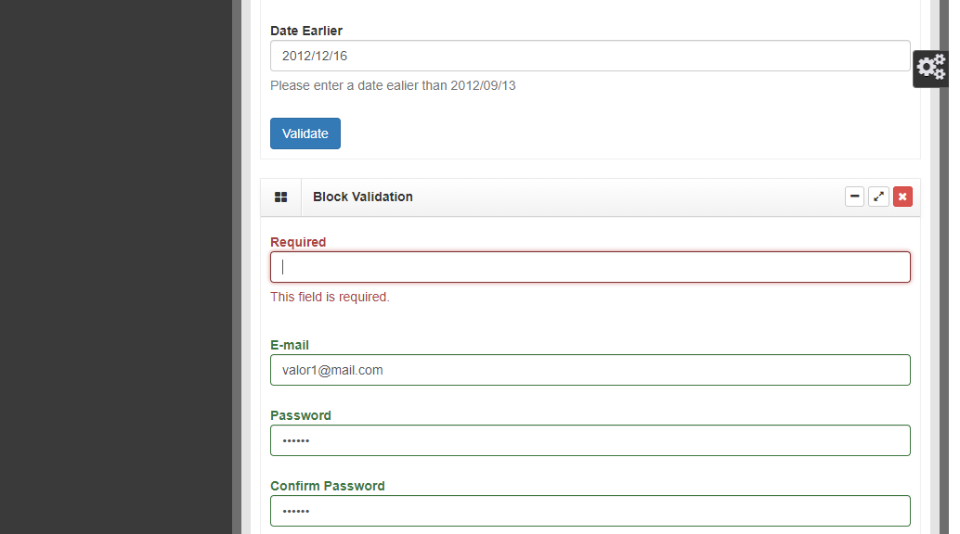 Date Earlier
2012/12/16
Please enter a date ealier than 2012/09/13
Validate
Block Validation
Required
This field is required.
E-mail
valor1@mail.com
Password
••••••
Confirm Password
••••••